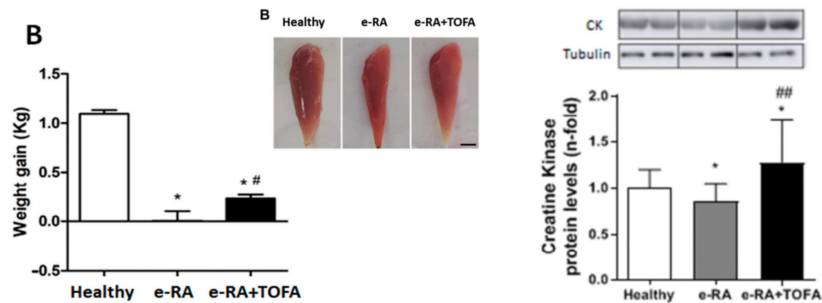 B
Weight gain (Kg)
1.5
1.0
0.5
0.0
−0.5
*
* #
Healthy
e-RA
e-RA+TOFA
B
Healthy
e-RA
e-RA+TOFA
CK
Tubulin
Creatine Kinase
protein levels (n-fold)
2.0
1.5
1.0
0.5
0.0
*
##
*
Healthy
e-RA
e-RA+TOFA